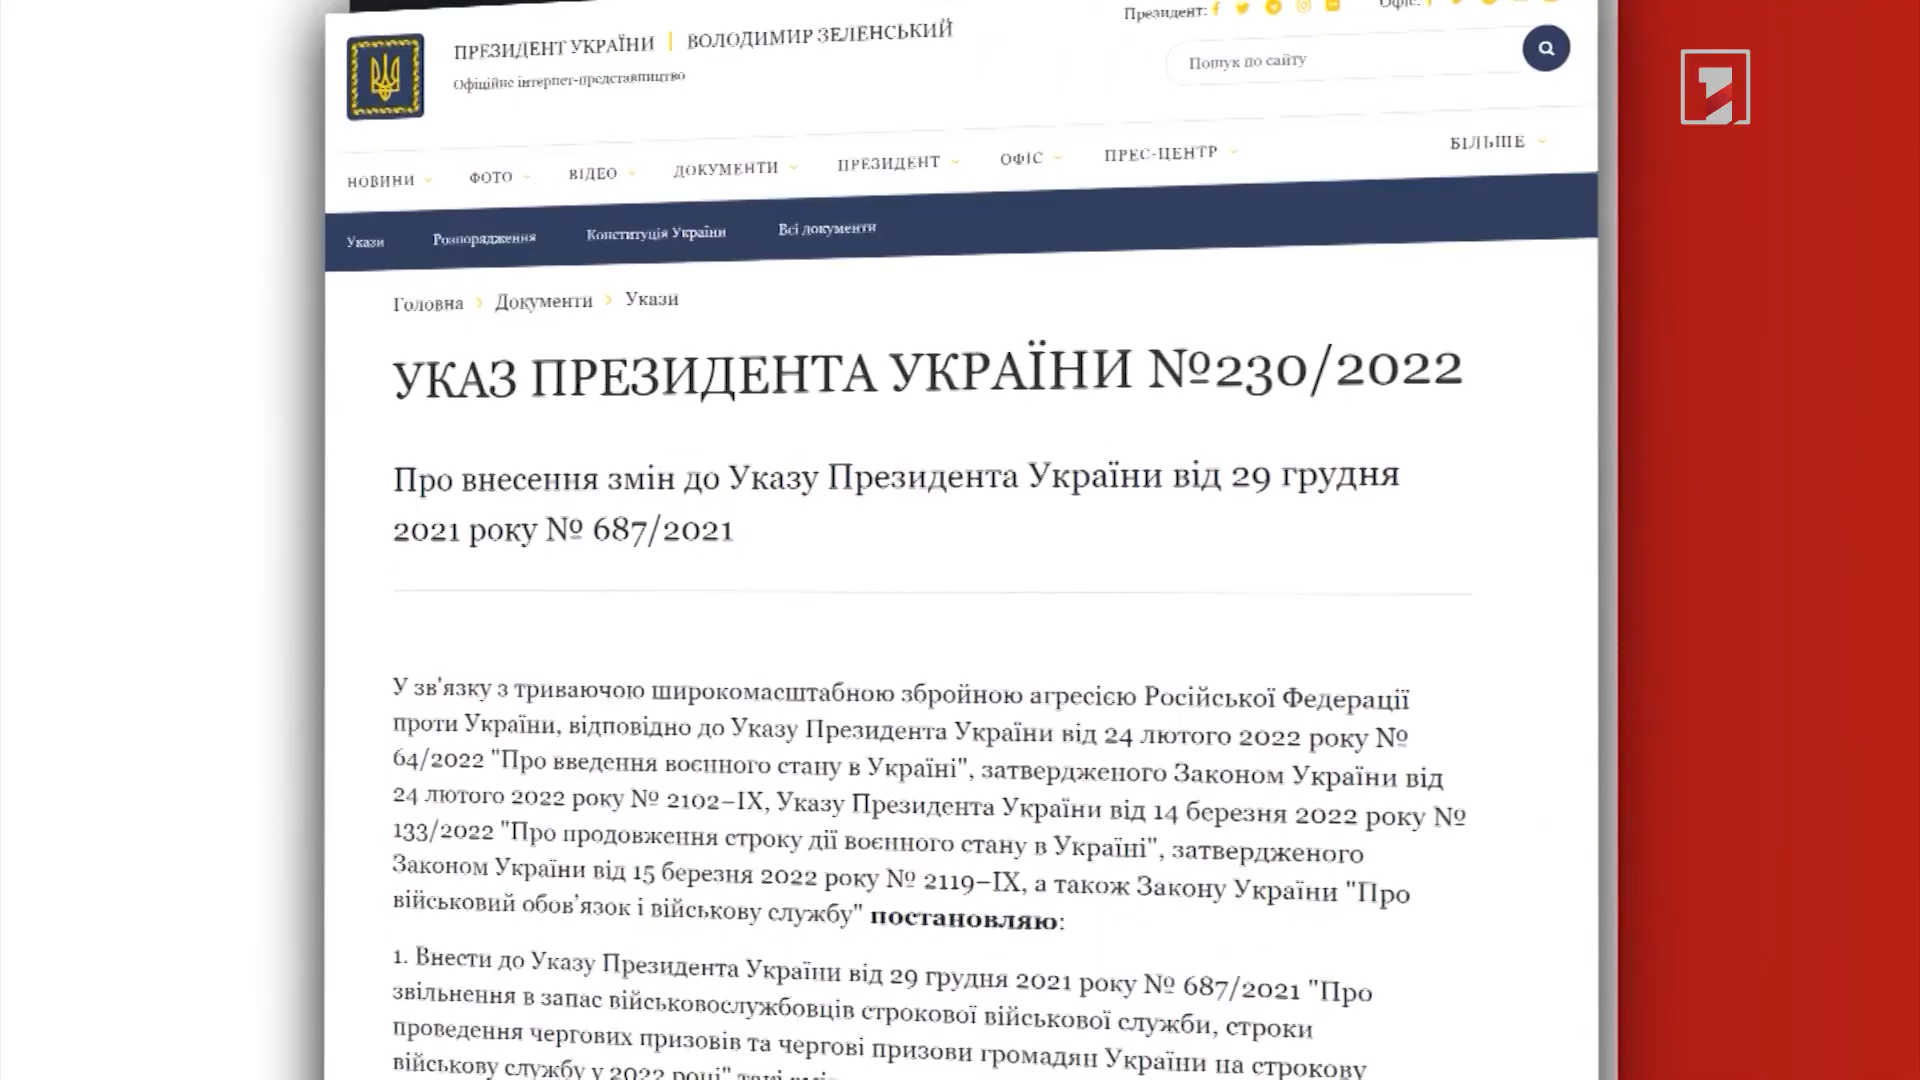 Президент:
Офіс:
ПРЕЗИДЕНТ УКРАЇНИ | ВОЛОДИМИР ЗЕЛЕНСЬКИЙ
Офіційне інтернет-представництво
Пошук по сайту
НОВИНИ ФОТО ВІДЕО ДОКУМЕНТИ ПРЕЗИДЕНТ ОФІС ПРЕС-ЦЕНТР БІЛЬШЕ
Укази Розпорядження Конституція України Всі документи
Головна > Документи > Укази
УКАЗ ПРЕЗИДЕНТА УКРАЇНИ №230/2022
Про внесення змін до Указу Президента України від 29 грудня
2021 року № 687/2021
У зв'язку з триваючою широкомасштабною збройною агресією Російської Федерації
проти України, відповідно до Указу Президента України від 24 лютого 2022 року №
64/2022 "Про введення воєнного стану в Україні", затвердженого Законом України від
24 лютого 2022 року № 2102–IX, Указу Президента України від 14 березня 2022 року №
133/2022 "Про продовження строку дії воєнного стану в Україні", затвердженого
Законом України від 15 березня 2022 року № 2119–IX, а також Закону України "Про
військовий обов’язок і військову службу" постановляю:
1. Внести до Указу Президента України від 29 грудня 2021 року № 687/2021 "Про
звільнення в запас військовослужбовців строкової військової служби, строки
проведення чергових призовів та чергові призови громадян України на строкову
військову службу у 2022 році" такі